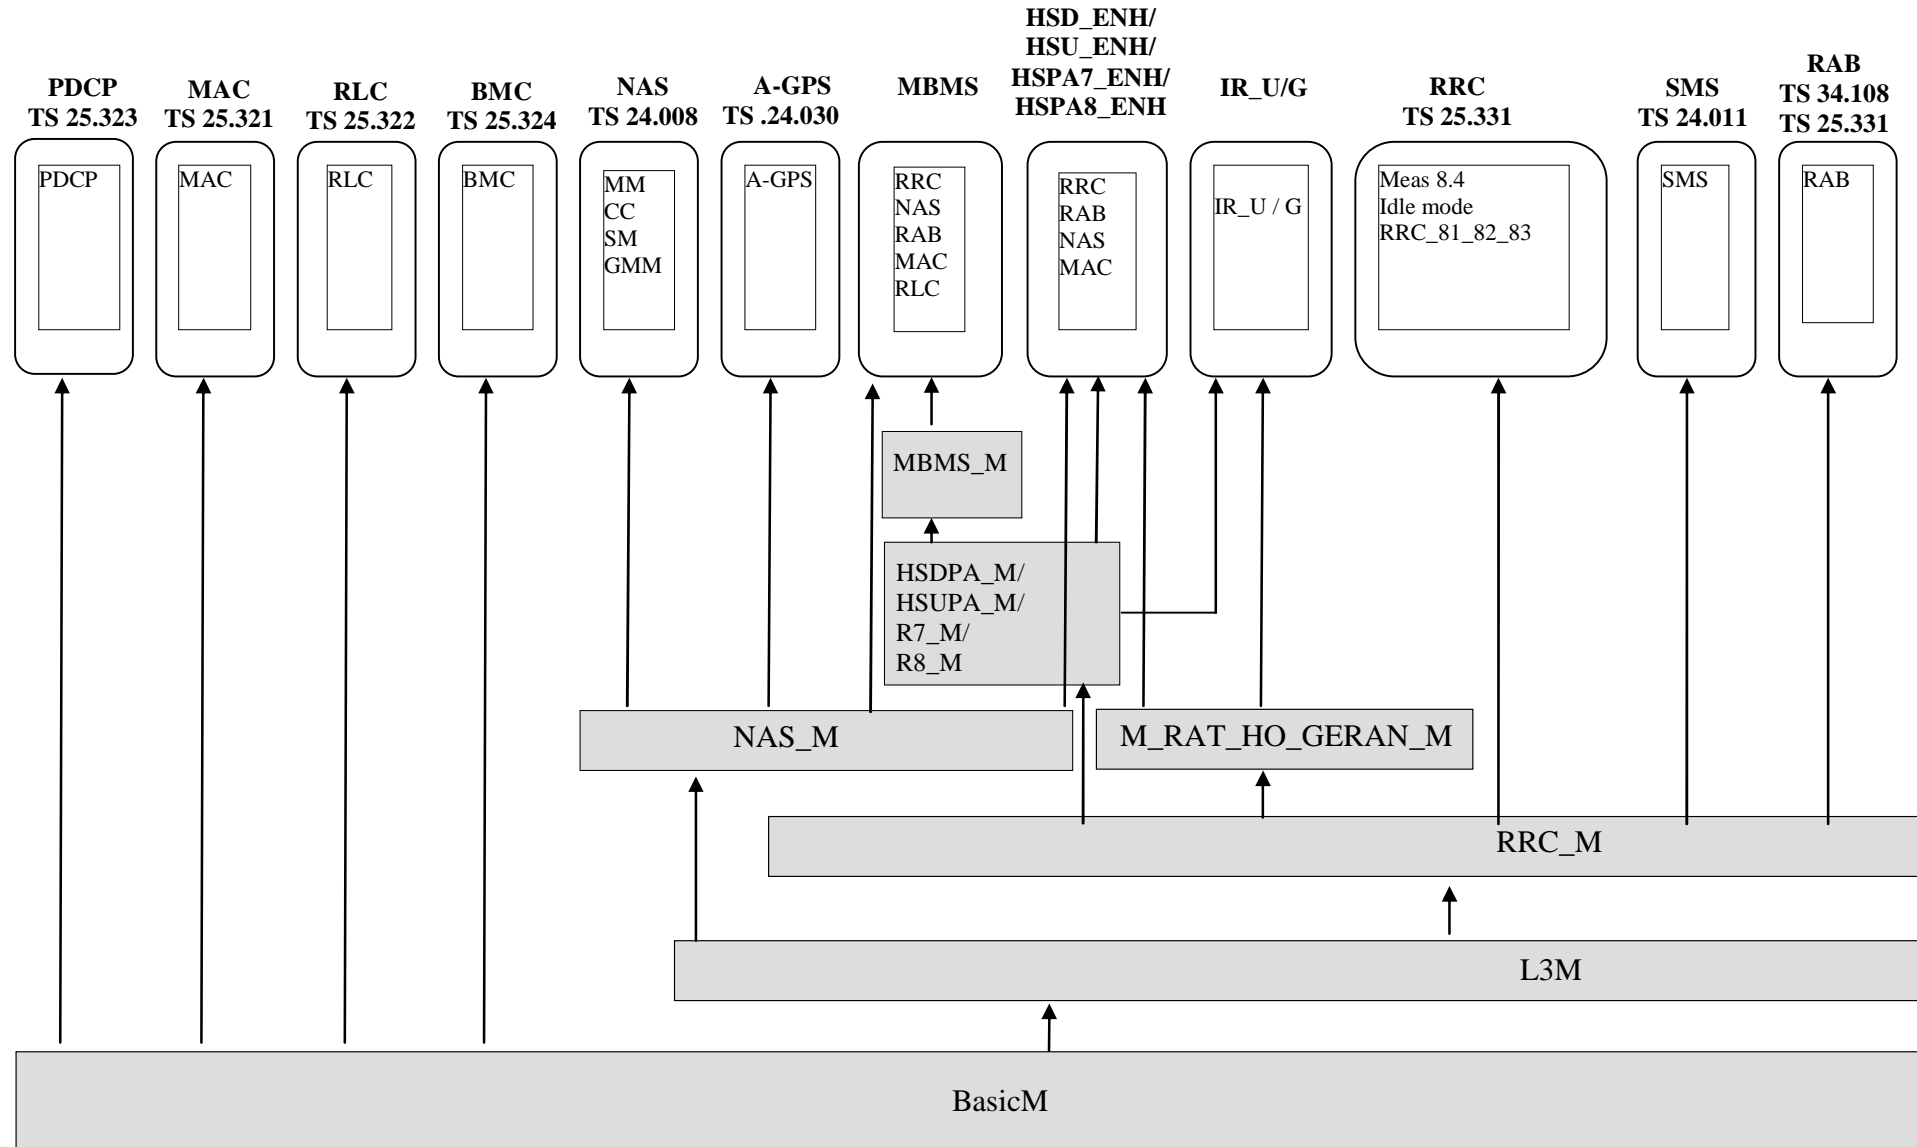 PDCP
TS 25.323
MAC
TS 25.321
RLC
TS 25.322
BMC
TS 25.324
NAS
TS 24.008
A-GPS
TS .24.030
MBMS
HSD_ENH/
HSU_ENH/
HSPA7_ENH/
HSPA8_ENH
IR_U/G
RRC
TS 25.331
SMS
TS 24.011
RAB
TS 34.108
TS 25.331
PDCP
MAC
RLC
BMC
MM
CC
SM
GMM
A-GPS
RRC
NAS
RAB
MAC
RLC
RRC
RAB
NAS
MAC
IR_U / G
Meas 8.4
Idle mode
RRC_81_82_83
SMS
RAB
MBMS_M
HSDPA_M/
HSUPA_M/
R7_M/
R8_M
NAS_M
M_RAT_HO_GERAN_M
RRC_M
L3M
BasicM